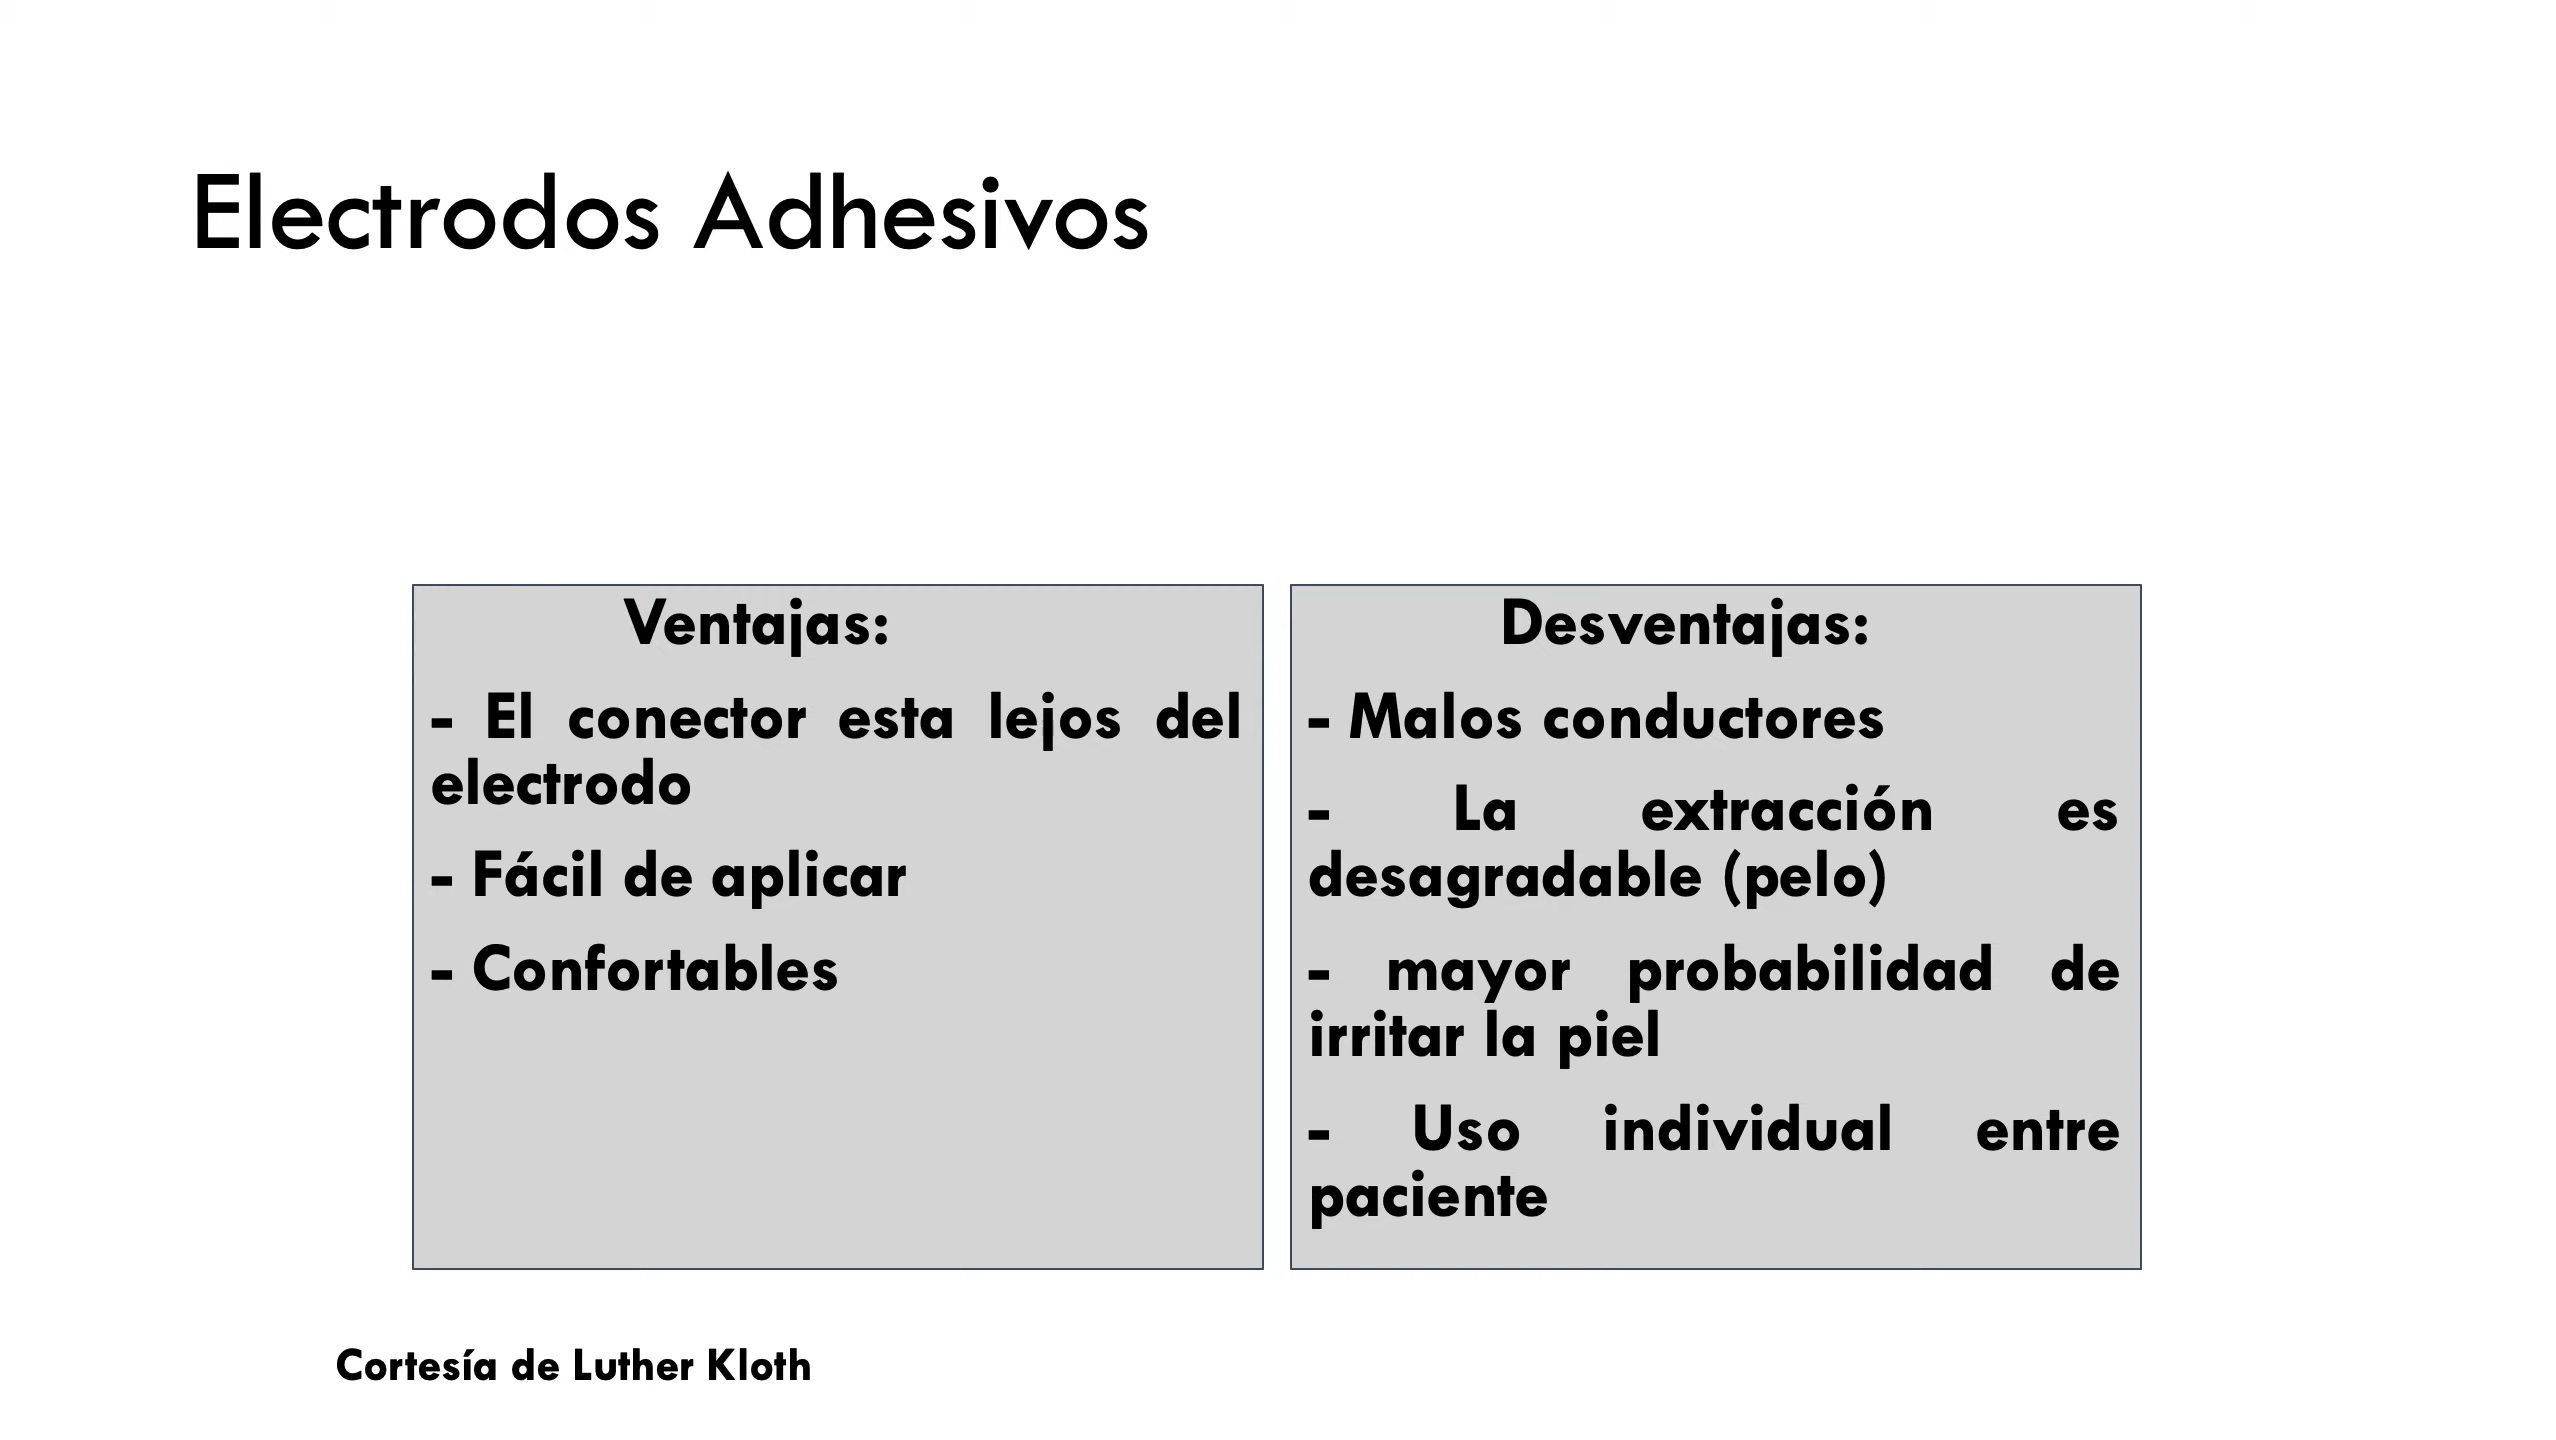 Electrodos Adhesivos
Ventajas:
- El conector esta lejos del
electrodo
- Fácil de aplicar
- Confortables
Desventajas:
- Malos conductores
- La extracción es
desagradable (pelo)
- mayor probabilidad de
irritar la piel
- Uso individual entre
paciente
Cortesía de Luther Kloth